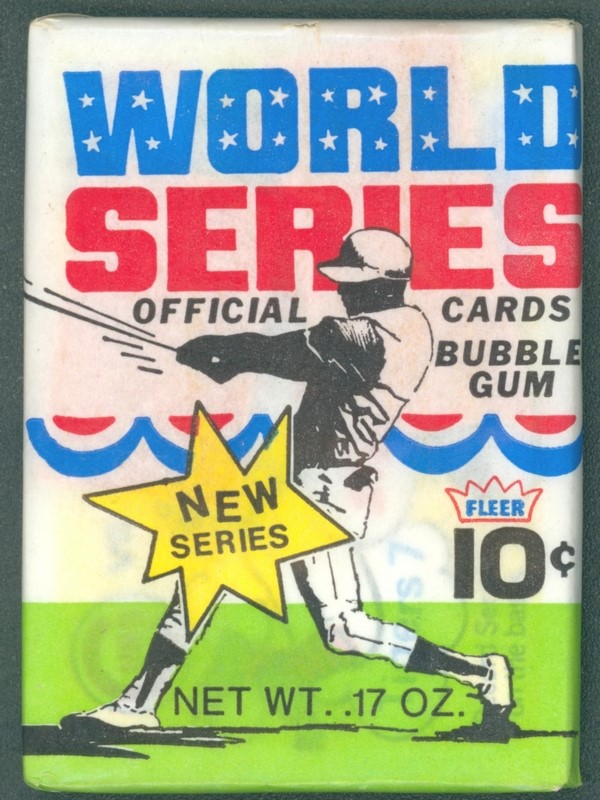 WORLD
SERIES
OFFICIAL CARDS
BUBBLE
GUM
NEW
SERIES
FLEER
10¢
NET WT. .17 OZ.